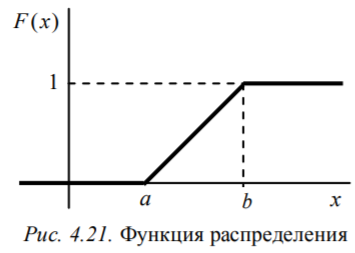 F(x)
1
a b x
Рис. 4.21. Функция распределения